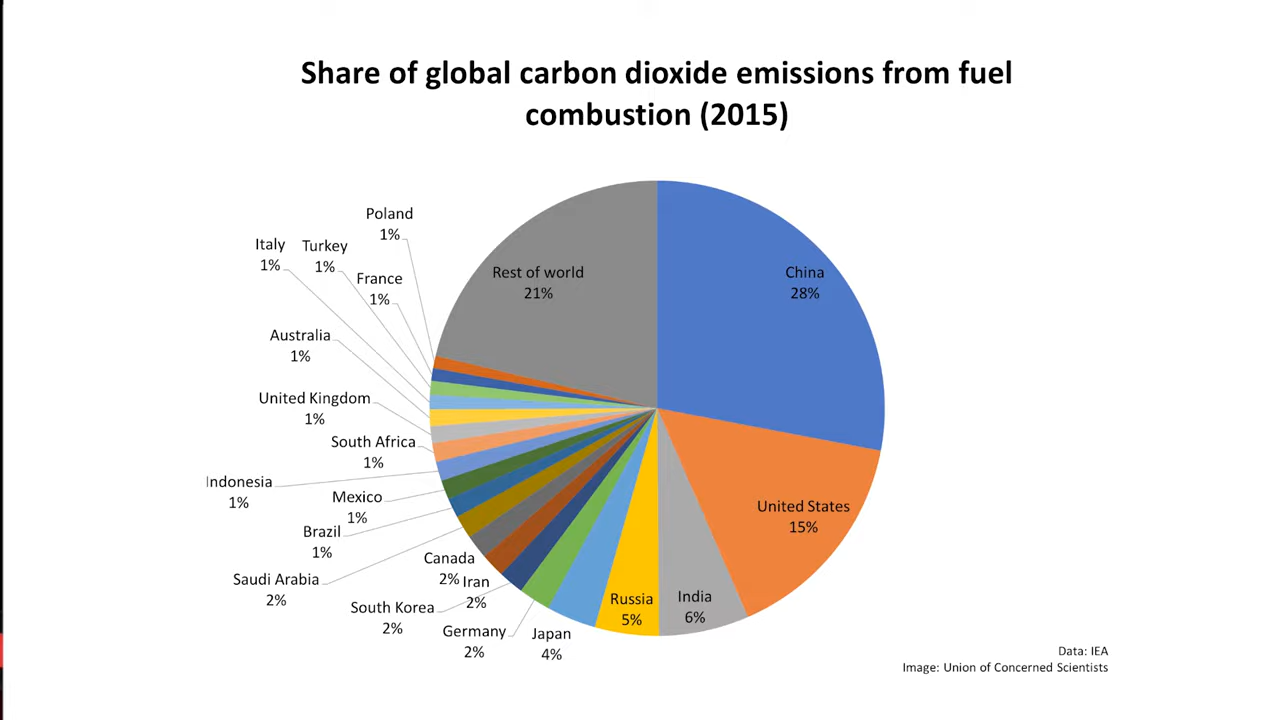 Share of global carbon dioxide emissions from fuel
combustion (2015)
Poland
1%
Italy
1%
Turkey
1%
France
1%
Rest of world
21%
China
28%
Australia
1%
United Kingdom
1%
South Africa
1%
Indonesia
1%
Mexico
1%
Brazil
1%
United States
15%
Saudi Arabia
2%
Canada
2%
Iran
2%
South Korea
2%
Germany
2%
Japan
4%
Russia
5%
India
6%
Data: IEA
Image: Union of Concerned Scientists